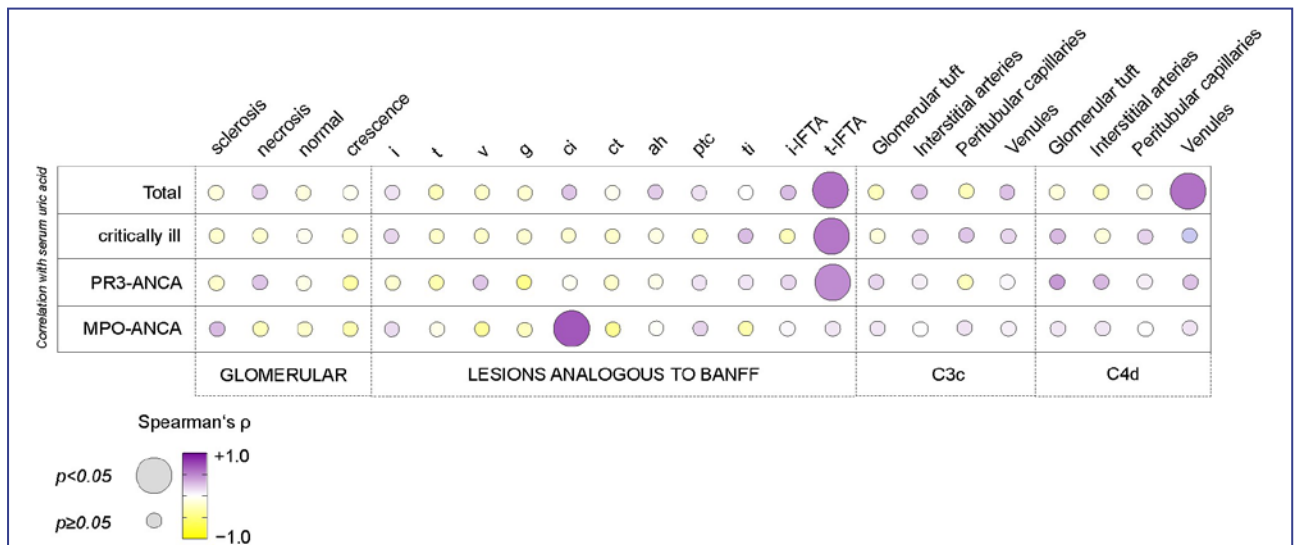 sclerosis
necrosis
normal
crescence
i
t
v
g
ci
ct
ah
ptc
ti
i-IFTA
t-IFTA
Glomerular tuft
Interstitial arteries
Peritubular capillaries
Venules
Glomerular tuft
Interstitial arteries
Peritubular capillaries
Venules
Correlation with serum uric acid
Total
critically ill
PR3-ANCA
MPO-ANCA
GLOMERULAR
LESIONS ANALOGOUS TO BANFF
C3c
C4d
Spearman's ρ
p<0.05
p≥0.05
+1.0
−1.0